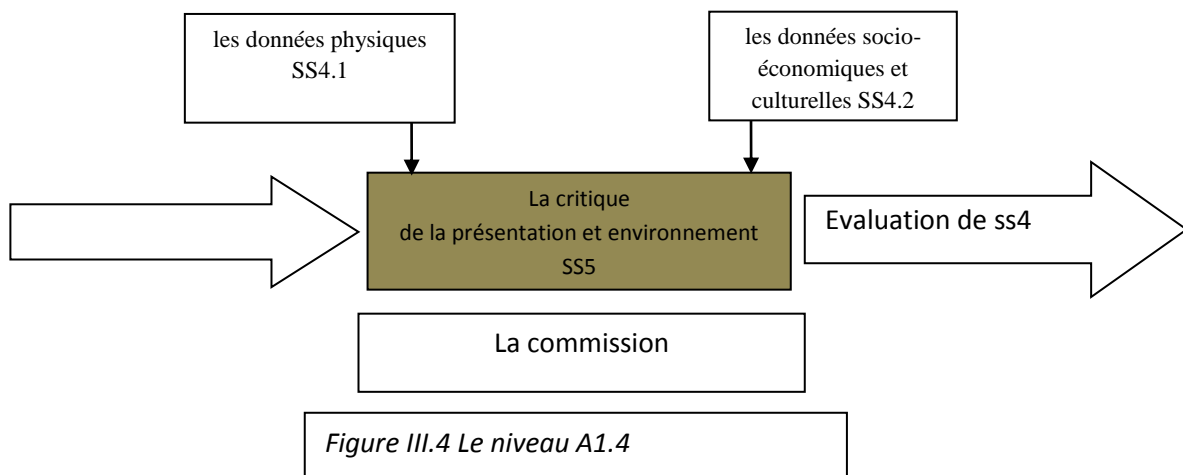 les données physiques
SS4.1
les données socio-
économiques et
culturelles SS4.2
La critique
de la présentation et environnement
SS5
Evaluation de ss4
La commission
Figure III.4 Le niveau A1.4